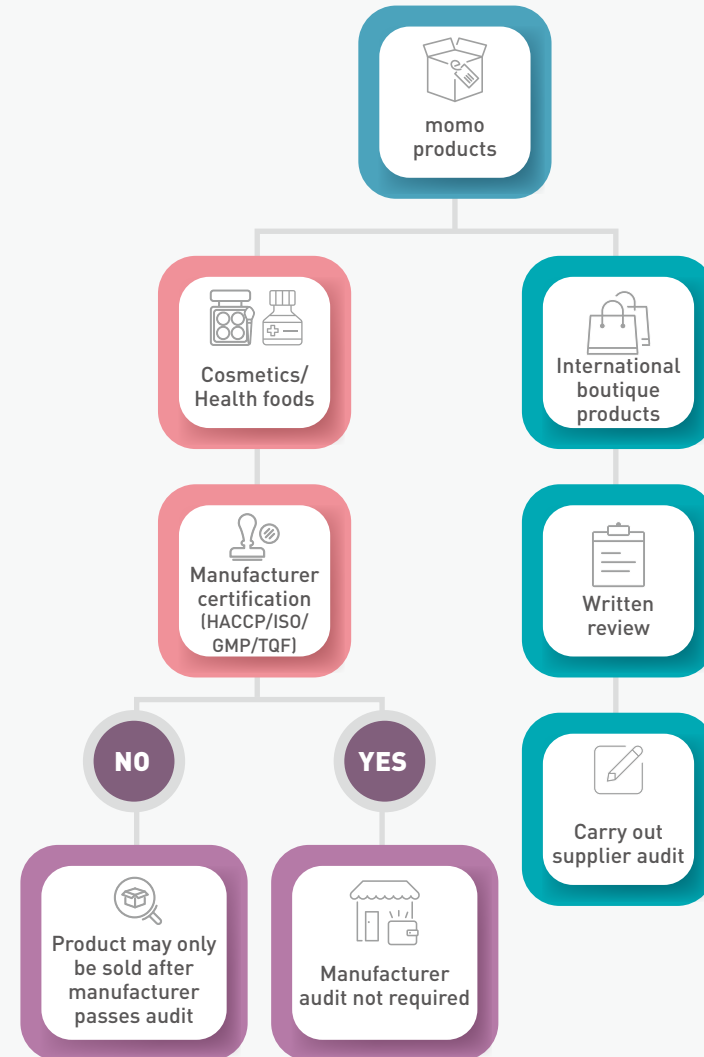 momo
products
Cosmetics/
Health foods
International
boutique
products
Manufacturer
certification
(HACCP/ISO/
GMP/TQF)
Written
review
NO
YES
Carry out
supplier audit
Product may only
be sold after
manufacturer
passes audit
Manufacturer
audit not required